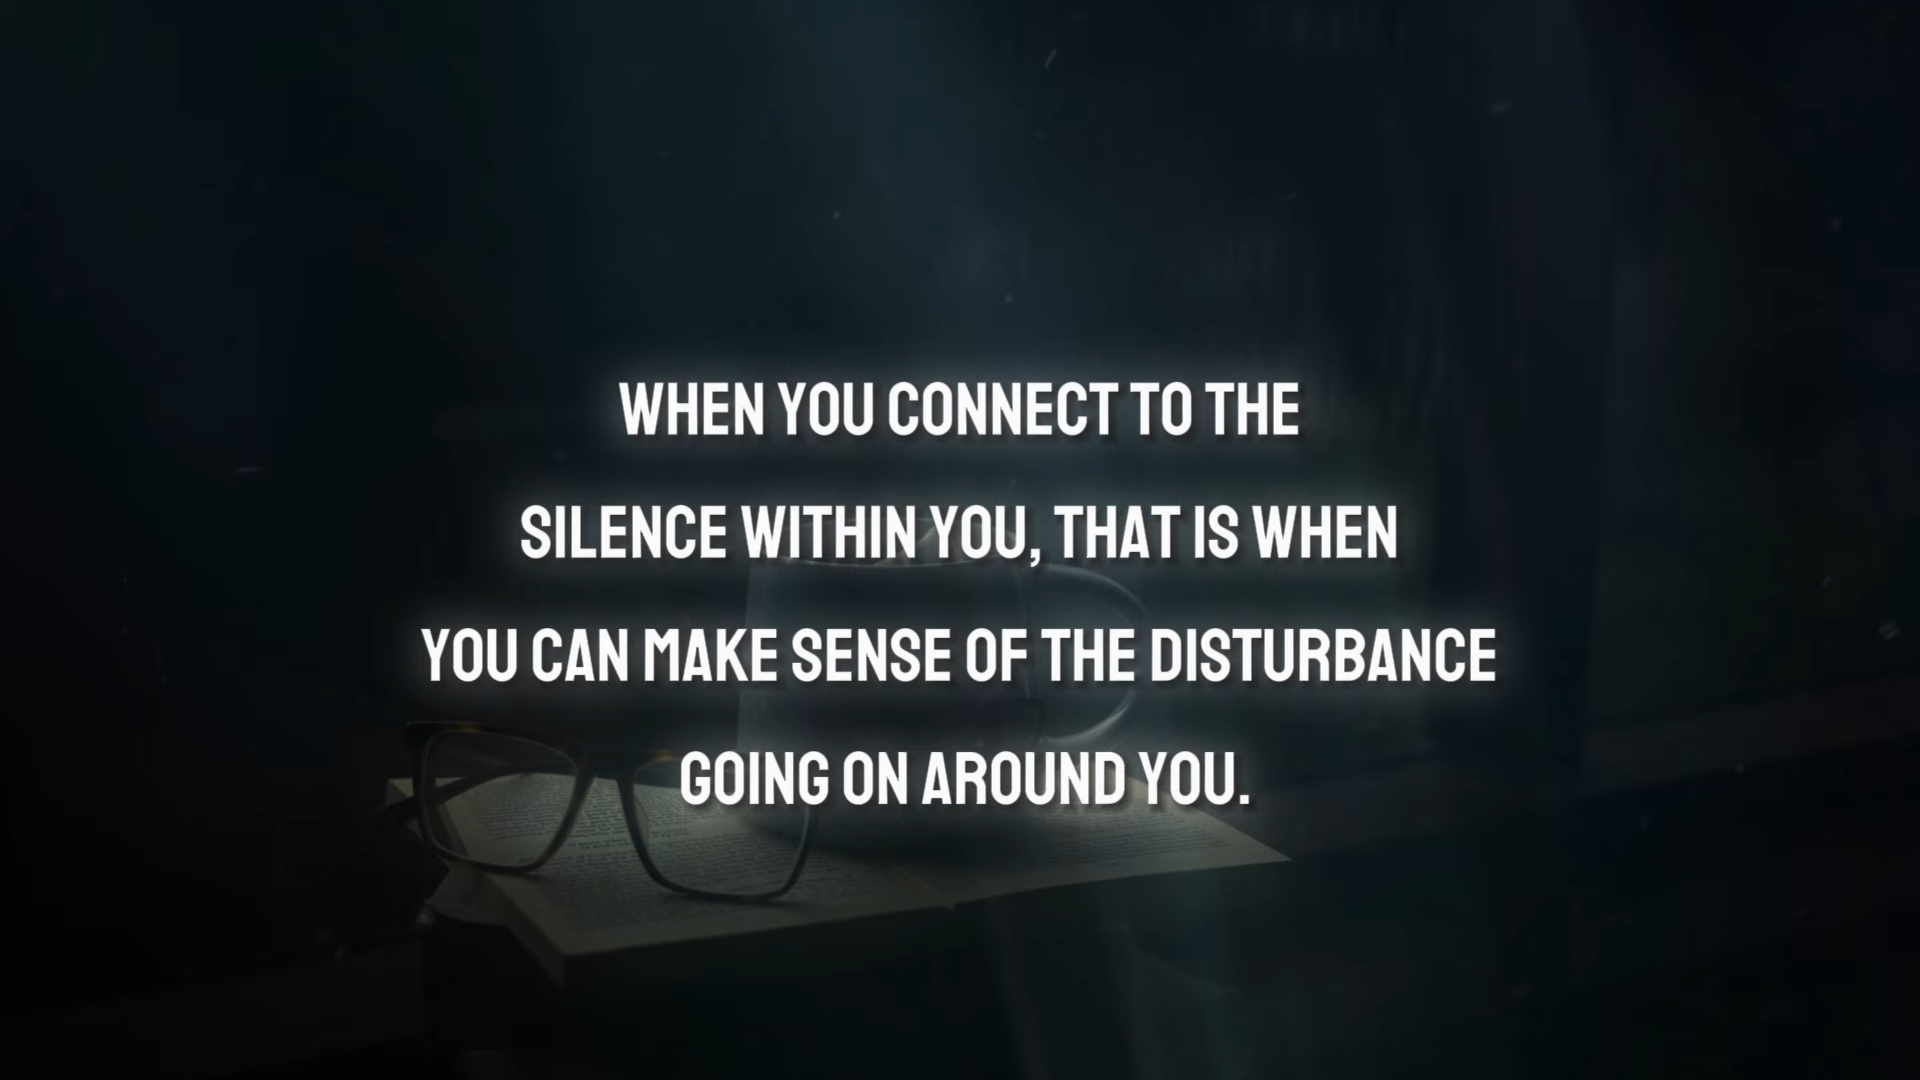 WHEN YOU CONNECT TO THE
SILENCE WITHIN YOU, THAT IS WHEN
YOU CAN MAKE SENSE OF THE DISTURBANCE
GOING ON AROUND YOU.